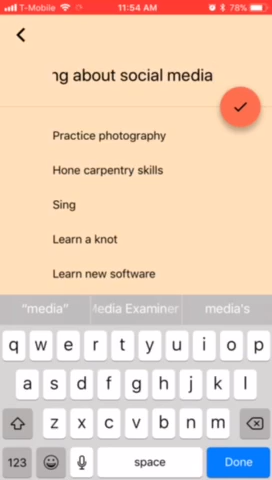 T-Mobile 11:54 AM 78%
ng about social media
Practice photography
Hone carpentry skills
Sing
Learn a knot
Learn new software
"media" Media Examiner media's
q w e r t y u i o p
a s d f g h j k l
z x c v b n m
123 space Done